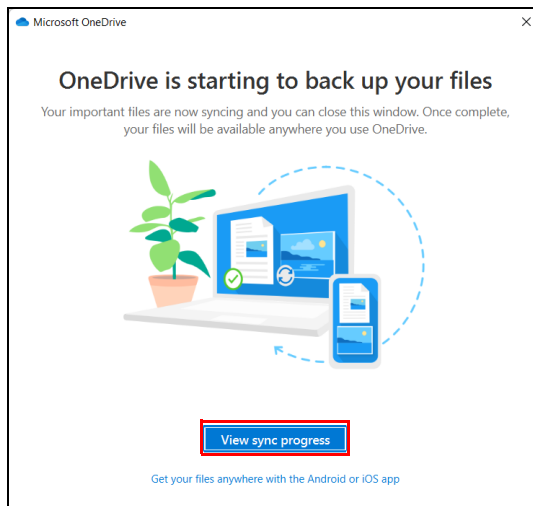 Microsoft OneDrive
OneDrive is starting to back up your files
Your important files are now syncing and you can close this window. Once complete,
your files will be available anywhere you use OneDrive.
View sync progress
Get your files anywhere with the Android or iOS app